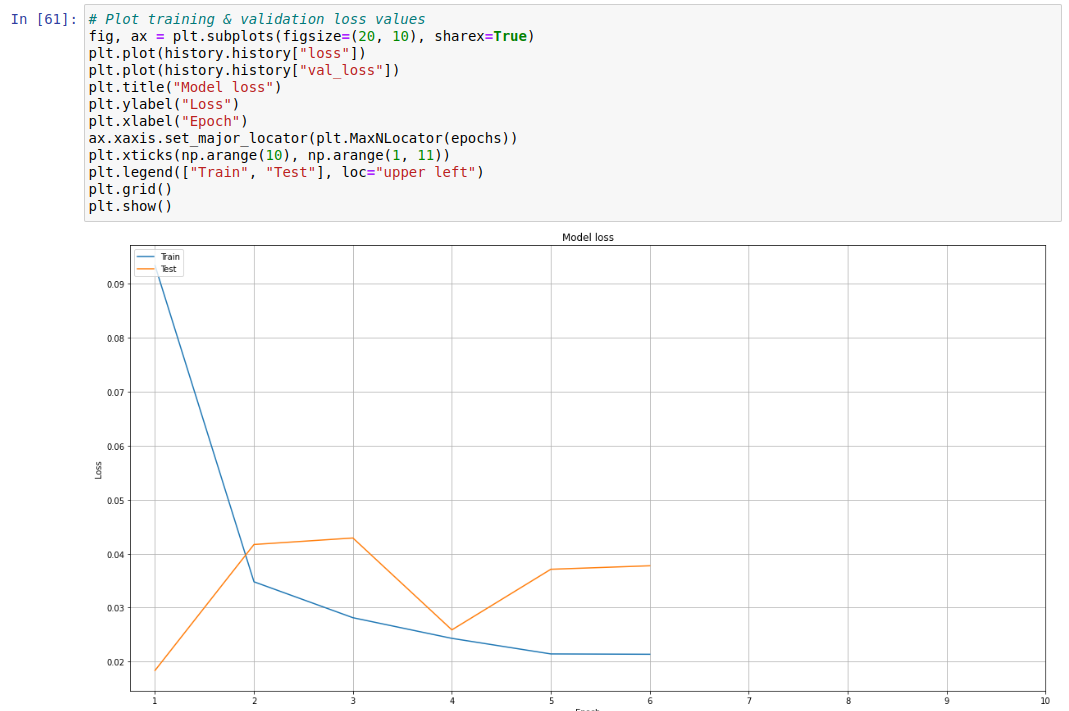 In [61]: # Plot training & validation loss values
fig, ax = plt.subplots(figsize=(20, 10), sharex=True)
plt.plot(history.history["loss"])
plt.plot(history.history["val_loss"])
plt.title("Model loss")
plt.ylabel("Loss")
plt.xlabel("Epoch")
ax.xaxis.set_major_locator(plt.MaxNLocator(epochs))
plt.xticks(np.arange(10), np.arange(1, 11))
plt.legend(["Train", "Test"], loc="upper left")
plt.grid()
plt.show()
Model loss
Train
Test
0.09
0.08
0.07
0.06
Loss
0.05
0.04
0.03
0.02
1 2 3 4 5 6 7 8 9 10